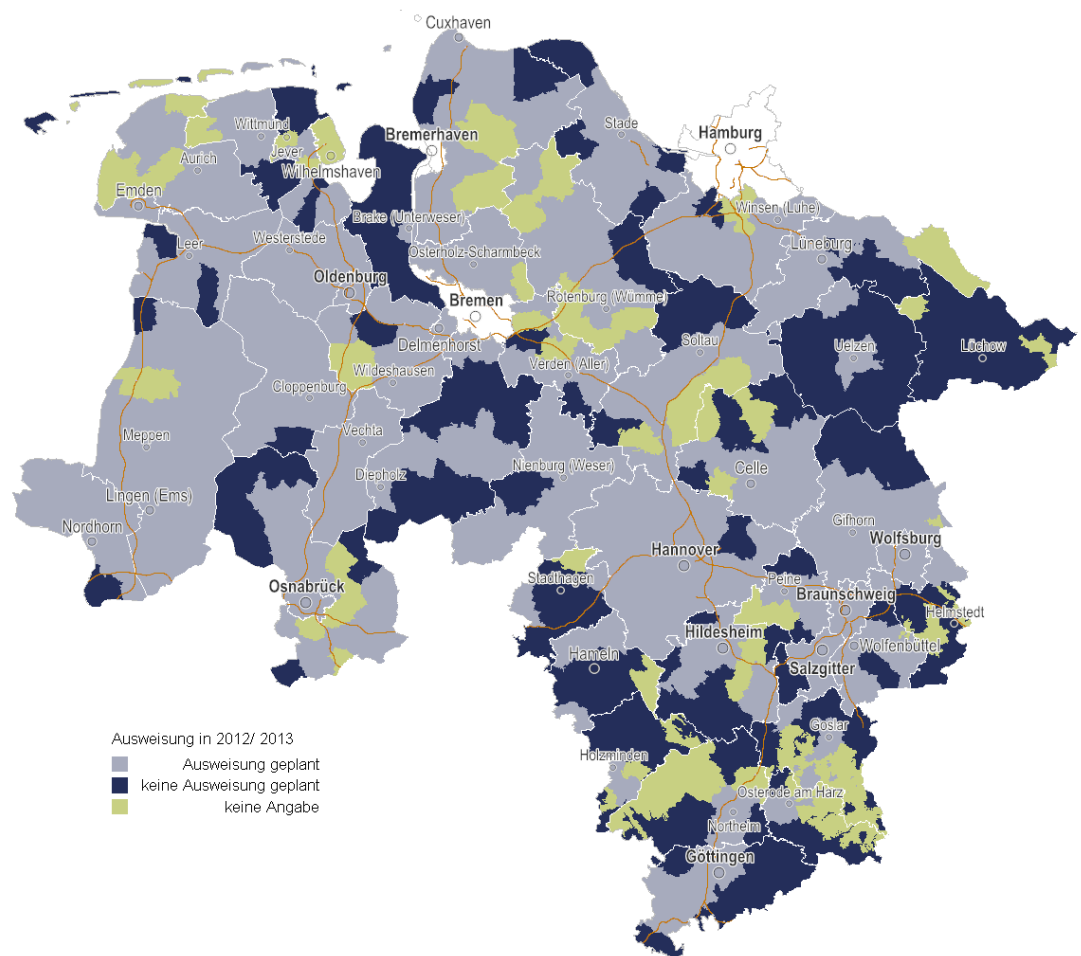 Cuxhaven
Stade
Hamburg
Wittmund
Bremerhaven
Jever
Aurich
Wilhelmshaven
Emden
Winsen (Luhe)
Brake (Unterweser)
Leer
Westerstede
Lüneburg
Osterholz-Scharmbeck
Oldenburg
Bremen
Rotenburg (Wümme)
Delmenhorst
Soltau
Uelzen
Lüchow
Verden (Aller)
Wildeshausen
Cloppenburg
Meppen
Vechta
Nienburg (Weser)
Celle
Diepholz
Lingen (Ems)
Nordhorn
Gifhorn
Wolfsburg
Hannover
Stadthagen
Peine
Osnabrück
Braunschweig
Helmstedt
Hildesheim
Wolfenbüttel
Hameln
Salzgitter
Goslar
Ausweisung in 2012/ 2013
Ausweisung geplant
keine Ausweisung geplant
keine Angabe
Holzminden
Osterode am Harz
Northeim
Göttingen